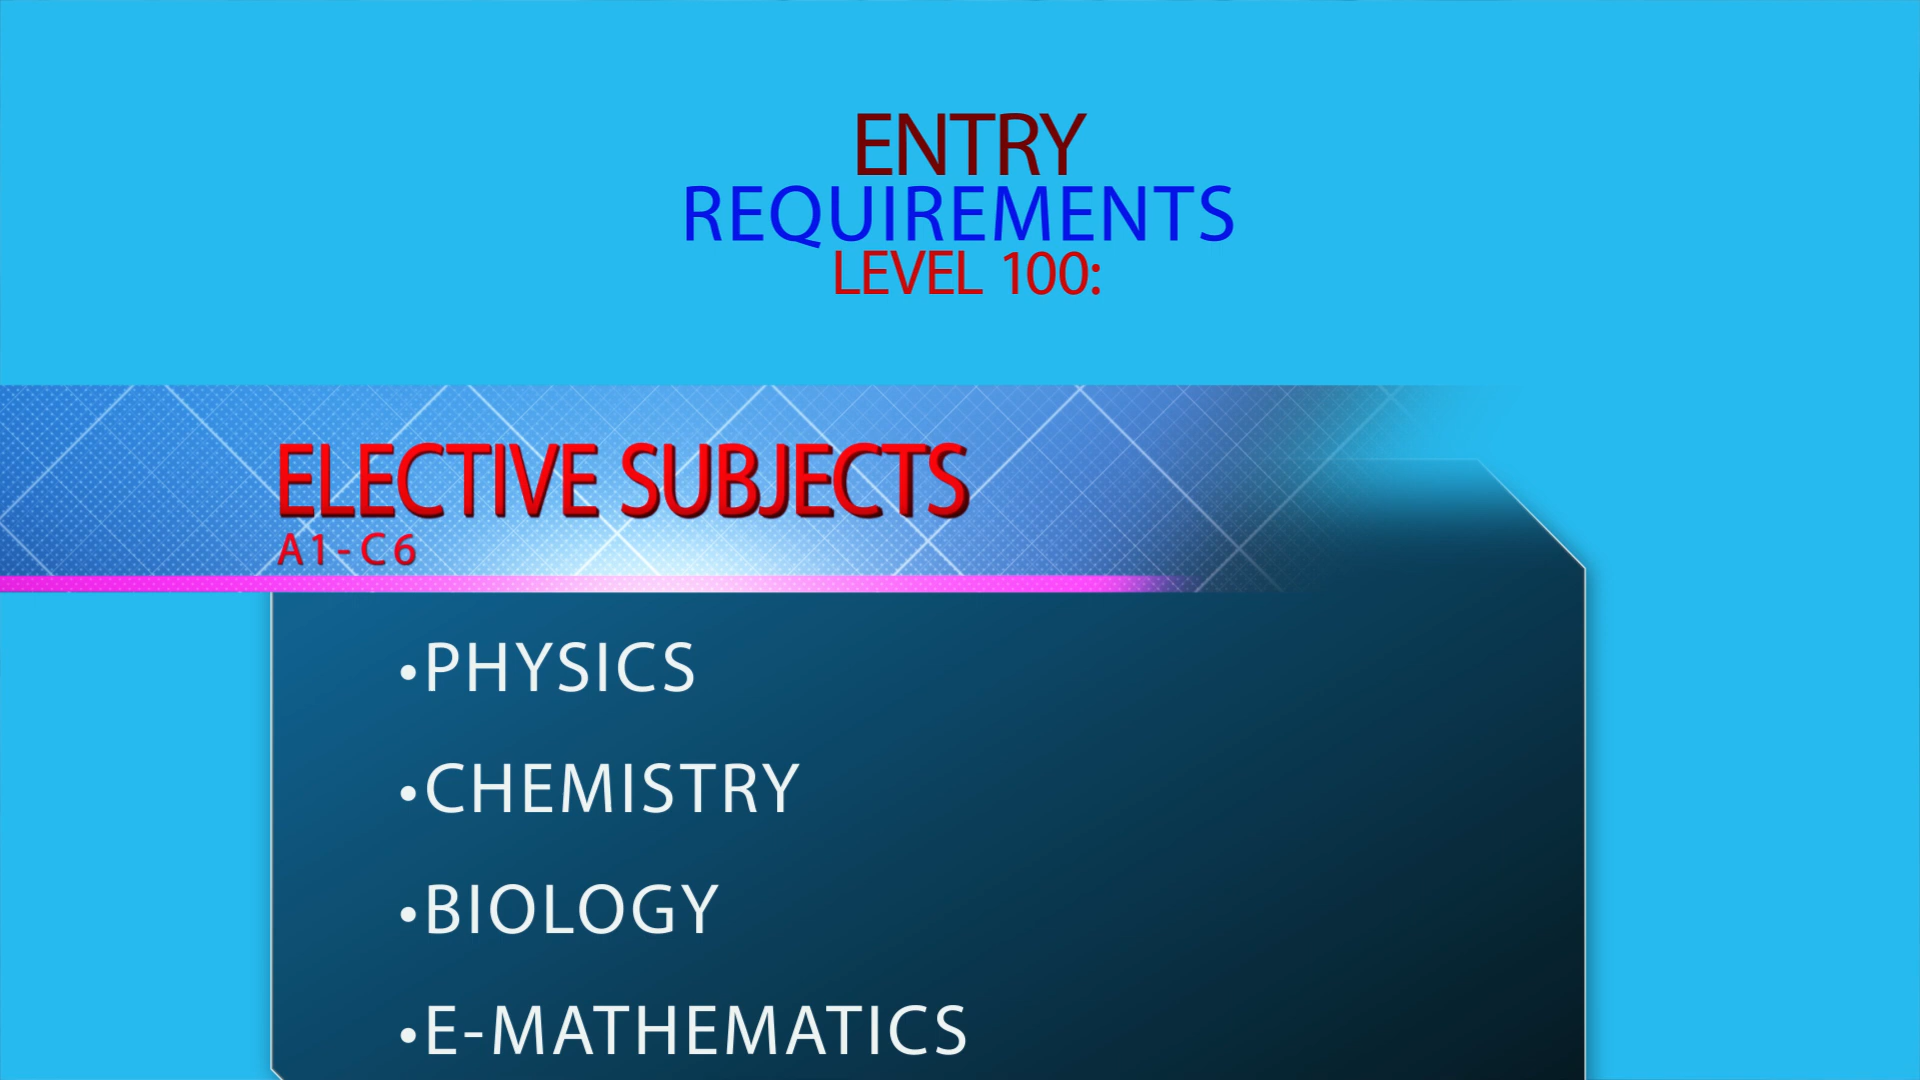 ENTRY
REQUIREMENTS
LEVEL 100:
ELECTIVE SUBJECTS
A1-C6
•PHYSICS
•CHEMISTRY
•BIOLOGY
•E-MATHEMATICS